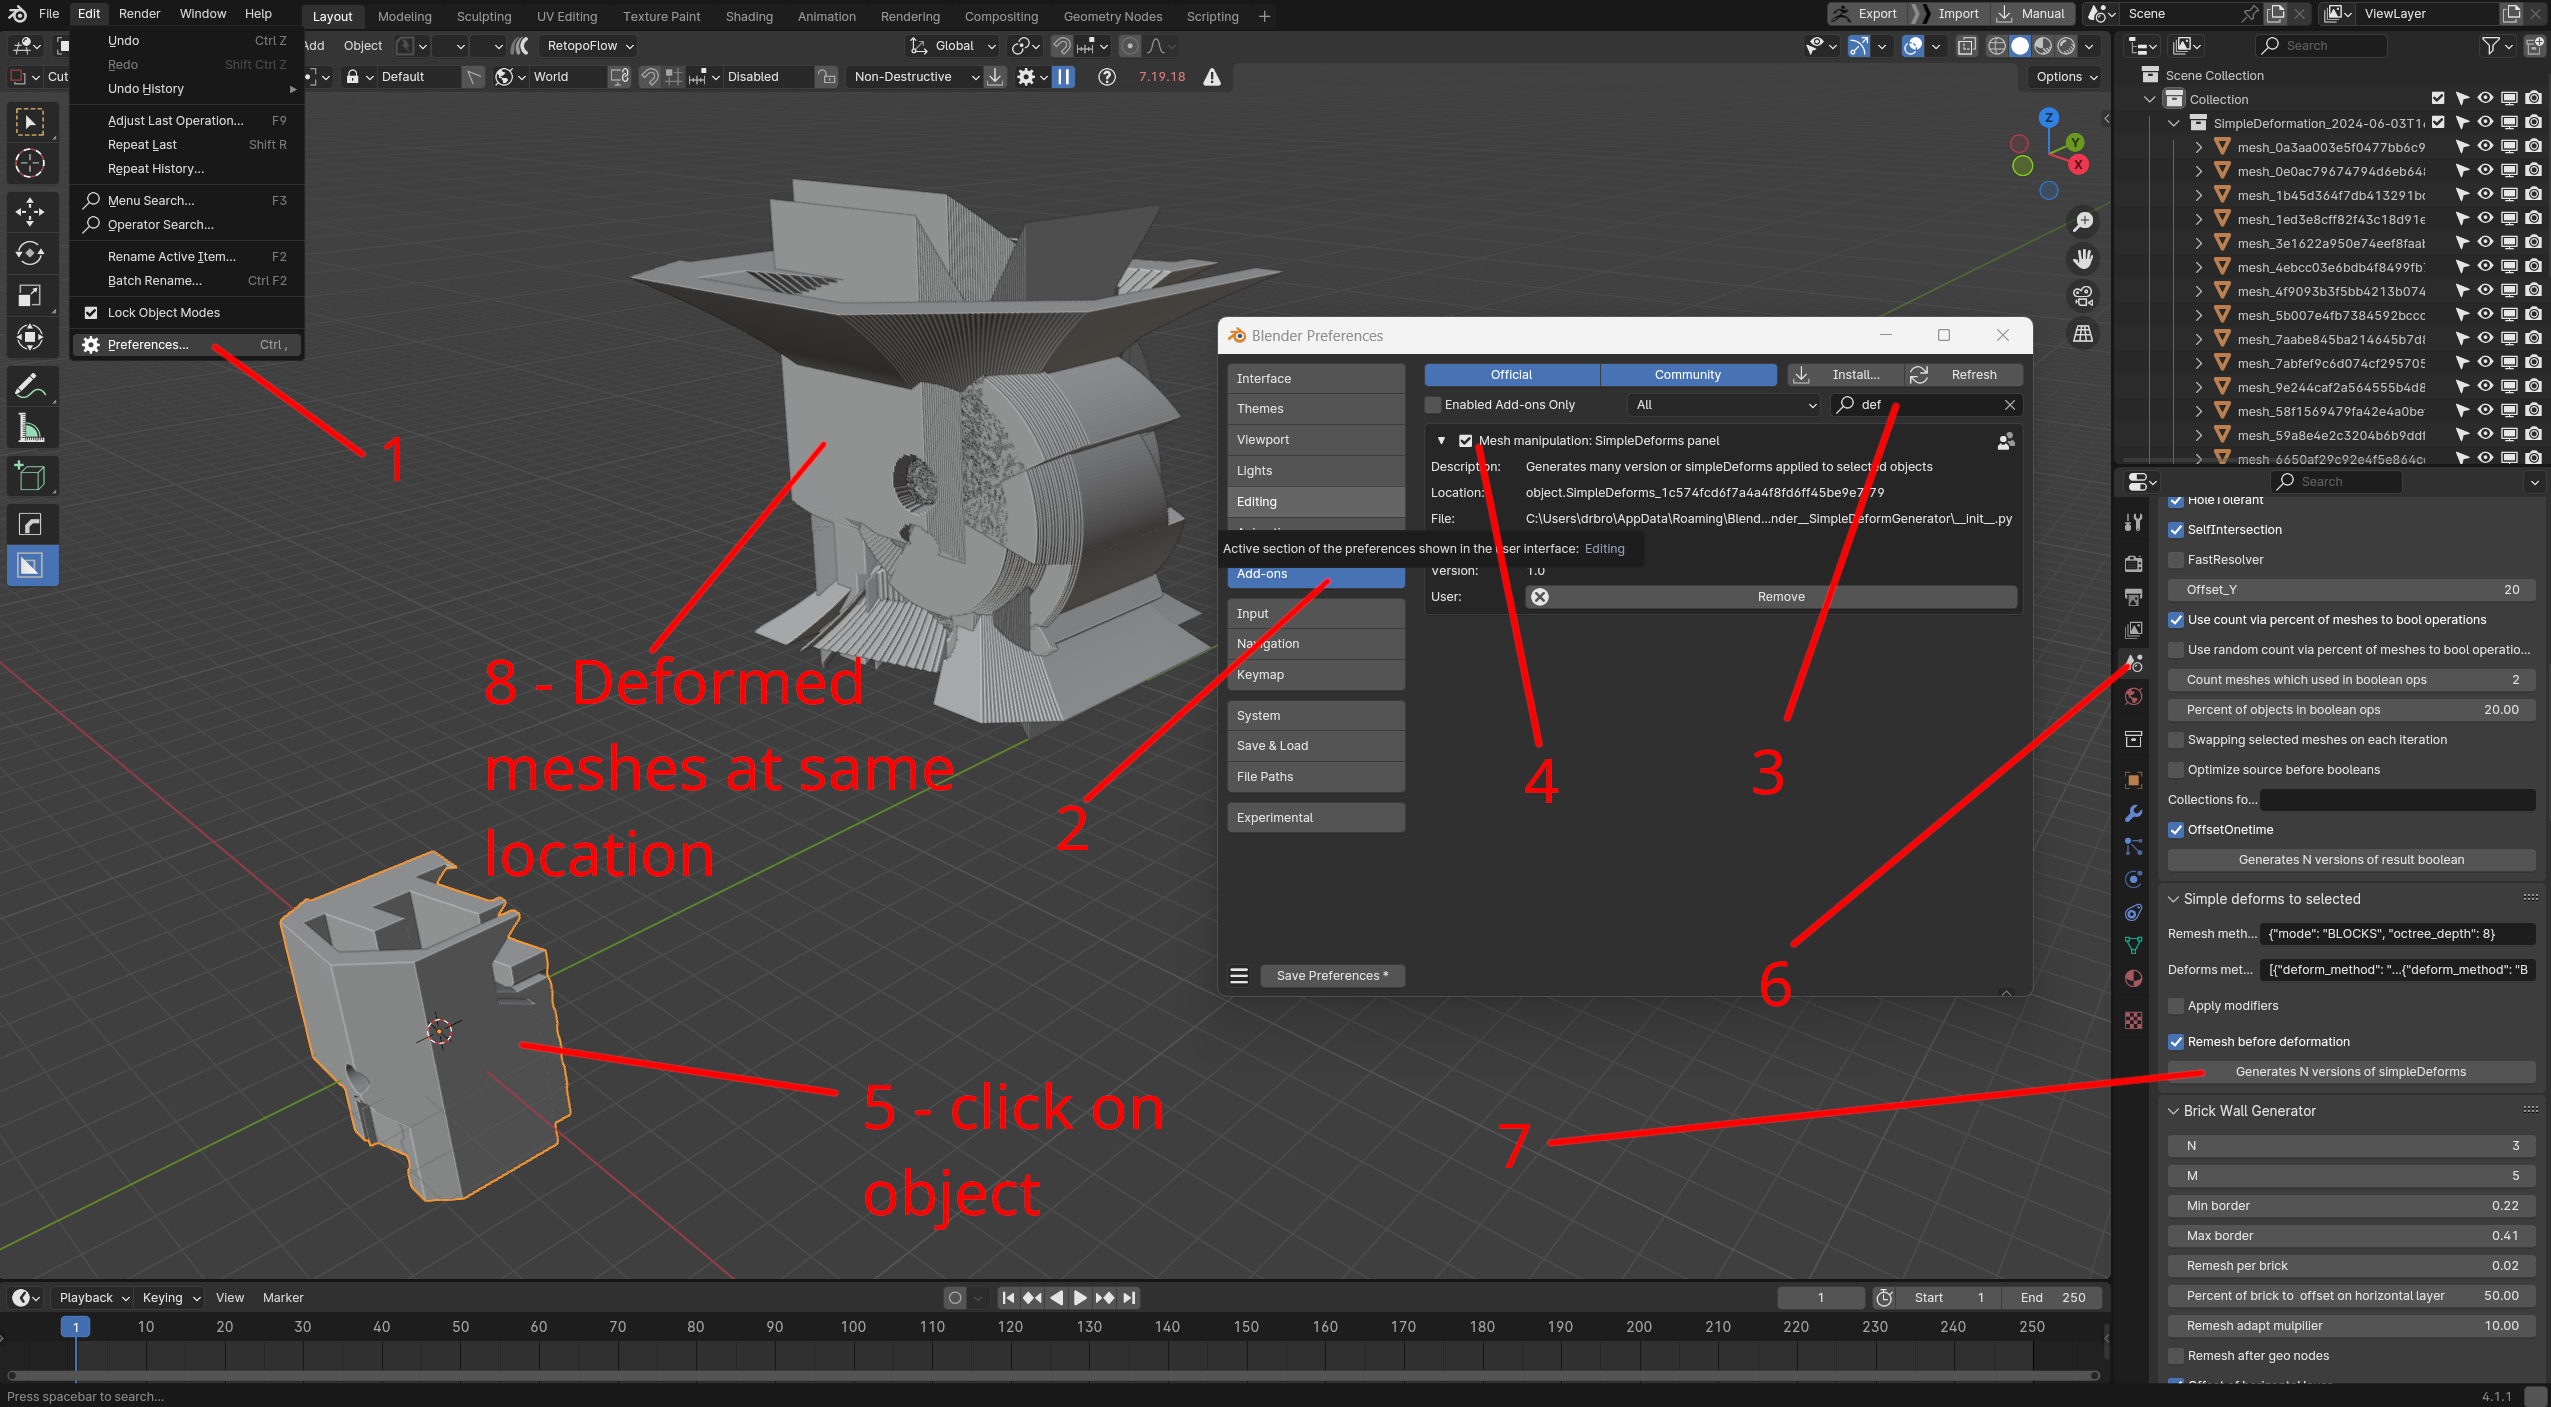 File Edit Render Window Help Layout Modeling Sculpting UV Editing Texture Paint Shading Animation Rendering Compositing Geometry Nodes Scripting
Export Import Manual Scene ViewLayer
Object RetopoFlow Global
Search
Cut Default World Disabled Non-Destructive 7.19.18 Options
Undo Ctrl Z
Redo Shift Ctrl Z
Undo History
Adjust Last Operation... F9
Repeat Last Shift R
Repeat History...
Menu Search... F3
Operator Search...
Rename Active Item... F2
Batch Rename... Ctrl F2
Lock Object Modes
Preferences... Ctrl ,
1
Z
Y
X
Scene Collection
Collection
SimpleDeformation_2024-06-03T1
mesh_0a3aa003e5f0477bb6c9
mesh_0e0ac79674794d6eb64
mesh_1b45d364f7db413291b
mesh_1ed3e8cff82f43c18d91e
mesh_3e1622a950e74eef8faa
mesh_4ebcc03e6bdb4f8499fb
mesh_4f9093b3f5bb4213b074
mesh_5b007e4fb7384592bccc
mesh_7aabe845ba214645b7d
mesh_7abfef9c6d074cf295705
mesh_9e244caf2a564555b4d8
mesh_58f1569479fa42e4a0be
mesh_59a8e4e2c3204b6b9ddf
mesh_6650af29c92e4f5e864c
Blender Preferences
Interface
Themes
Viewport
Lights
Editing
Add-ons
Input
Navigation
Keymap
System
Save & Load
File Paths
Experimental
Save Preferences *
Official Community Install... Refresh
Enabled Add-ons Only All def
Mesh manipulation: SimpleDeforms panel
Description: Generates many version or simpleDeforms applied to selected objects
Location: object.SimpleDeforms_1c574fcd6f7a4a4f8fd6ff45be9e7
File: C:\Users\drbro\AppData\Roaming\Blend...nder__SimpleDeformGenerator\__init__.py
Active section of the preferences shown in the user interface: Editing
Version: 1.0
User: Remove
8 - Deformed
meshes at same
location
2
4
3
6
5 - click on
object
7
Search
HoleTolerant
SelfIntersection
FastResolver
Offset_Y 20
Use count via percent of meshes to bool operations
Use random count via percent of meshes to bool operatio...
Count meshes which used in boolean ops 2
Percent of objects in boolean ops 20.00
Swapping selected meshes on each iteration
Optimize source before booleans
Collections fo...
OffsetOnetime
Generates N versions of result boolean
Simple deforms to selected
Remesh meth... {"mode": "BLOCKS", "octree_depth": 8}
Deforms met... [{"deform_method": "...{"deform_method": "B
Apply modifiers
Remesh before deformation
Generates N versions of simpleDeforms
Brick Wall Generator
N 3
M 5
Min border 0.22
Max border 0.41
Remesh per brick 0.02
Percent of brick to offset on horizontal layer 50.00
Remesh adapt mulpilier 10.00
Remesh after geo nodes
Playback Keying View Marker
1 Start 1 End 250
1 10 20 30 40 50 60 70 80 90 100 110 120 130 140 150 160 170 180 190 200 210 220 230 240 250
Press spacebar to search...
4.1.1